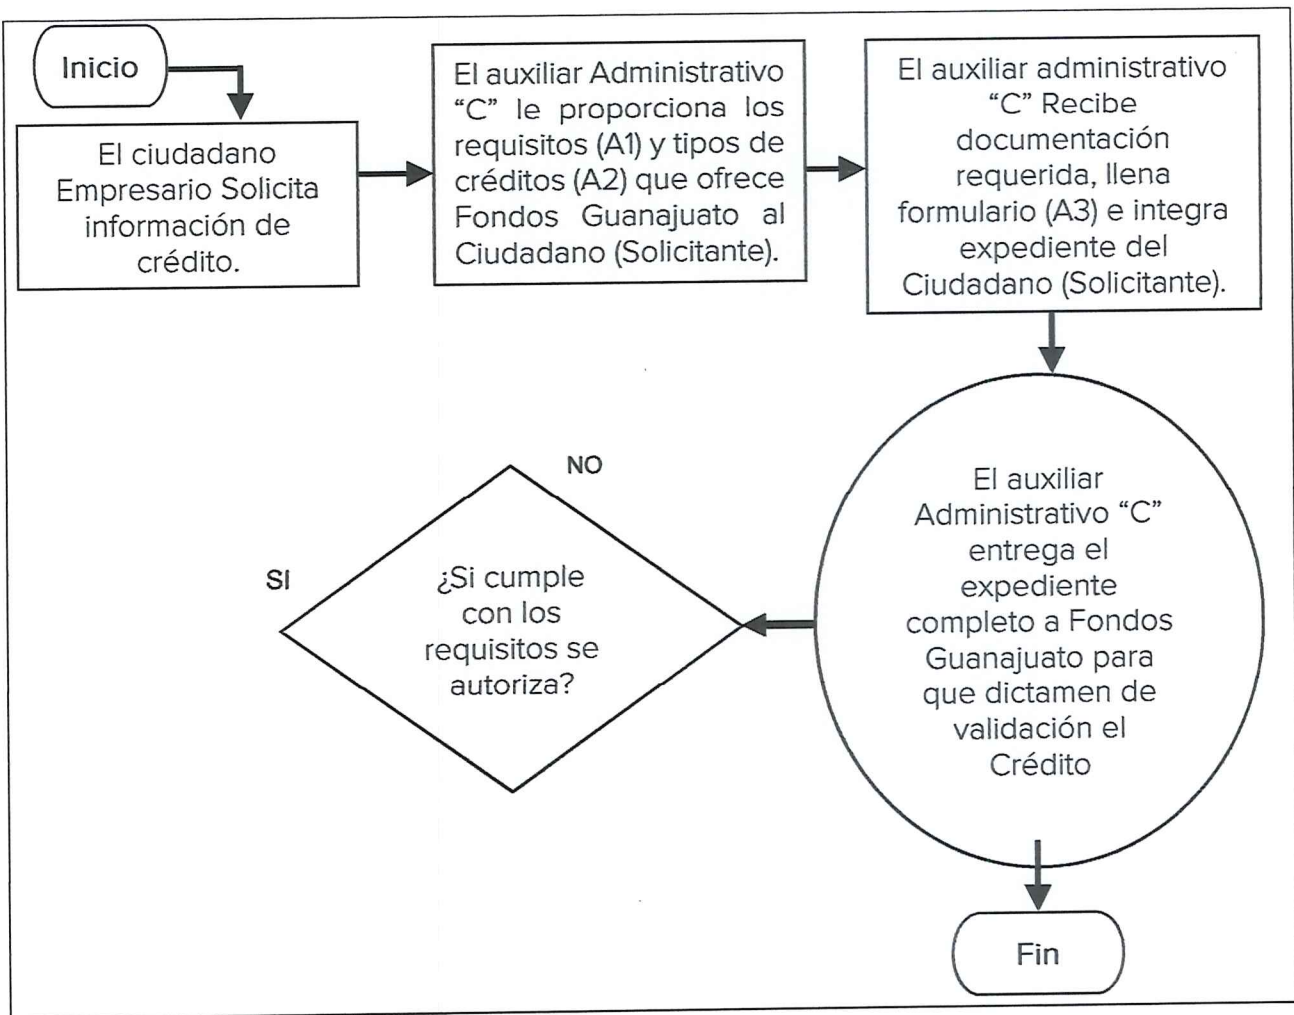 Inicio
El ciudadano
Empresario Solicita
información de
crédito.
El auxiliar Administrativo
“C” le proporciona los
requisitos (A1) y tipos de
créditos (A2) que ofrece
Fondos Guanajuato al
Ciudadano (Solicitante).
El auxiliar administrativo
“C” Recibe
documentación
requerida, llena
formulario (A3) e integra
expediente del
Ciudadano (Solicitante).
El auxiliar
Administrativo “C”
entrega el
expediente
completo a Fondos
Guanajuato para
que dictamen de
validación el
Crédito
NO
SI
¿Si cumple
con los
requisitos se
autoriza?
Fin